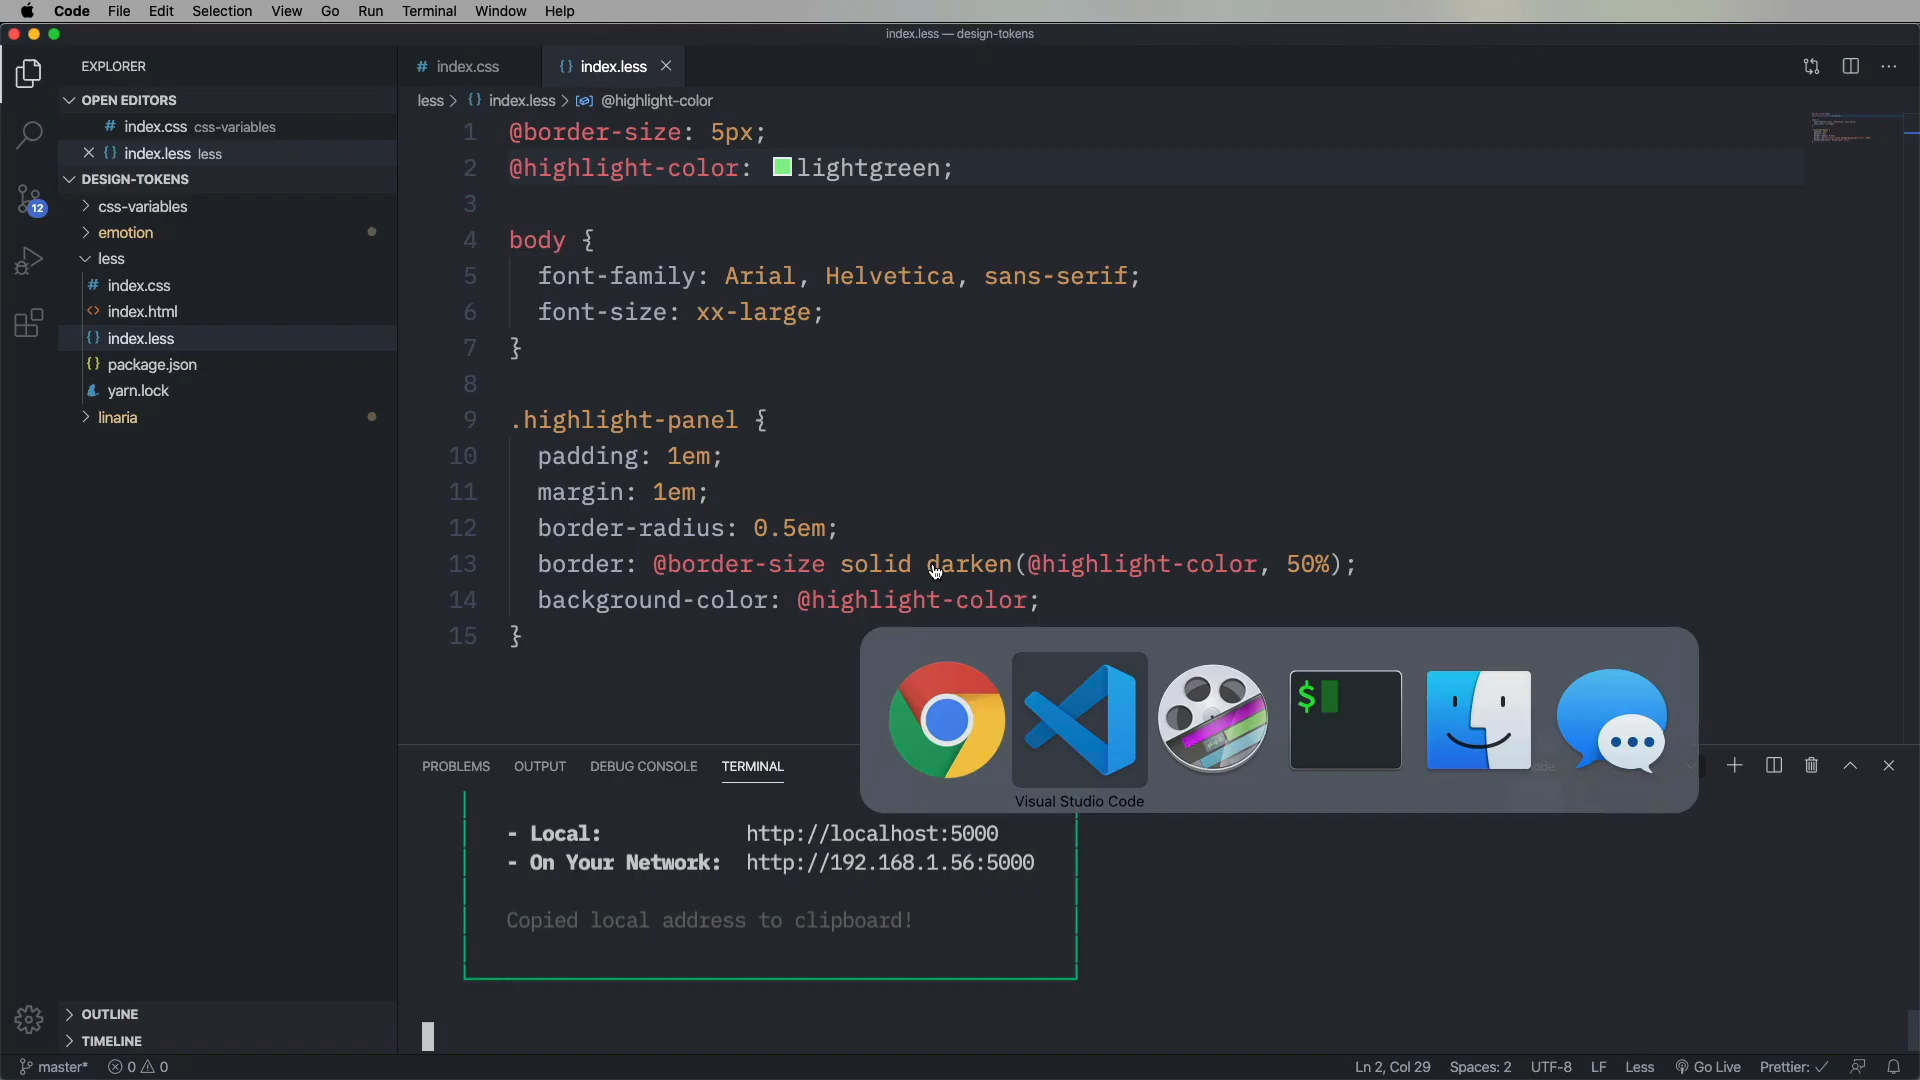 Code File Edit Selection View Go Run Terminal Window Help
index.less — design-tokens
EXPLORER
OPEN EDITORS
# index.css css-variables
{} index.less less
DESIGN-TOKENS
css-variables
emotion
less
# index.css
<> index.html
{} index.less
{} package.json
yarn.lock
linaria
12
OUTLINE
TIMELINE
# index.css
{} index.less
less > {} index.less > @highlight-color
1 @border-size: 5px;
2 @highlight-color: lightgreen;
3
4 body {
5 font-family: Arial, Helvetica, sans-serif;
6 font-size: xx-large;
7 }
8
9 .highlight-panel {
10 padding: 1em;
11 margin: 1em;
12 border-radius: 0.5em;
13 border: @border-size solid darken(@highlight-color, 50%);
14 background-color: @highlight-color;
15 }
$
Visual Studio Code
PROBLEMS OUTPUT DEBUG CONSOLE TERMINAL
- Local: http://localhost:5000
- On Your Network: http://192.168.1.56:5000
Copied local address to clipboard!
master* 0 0 Ln 2, Col 29 Spaces: 2 UTF-8 LF Less Go Live Prettier: ✓